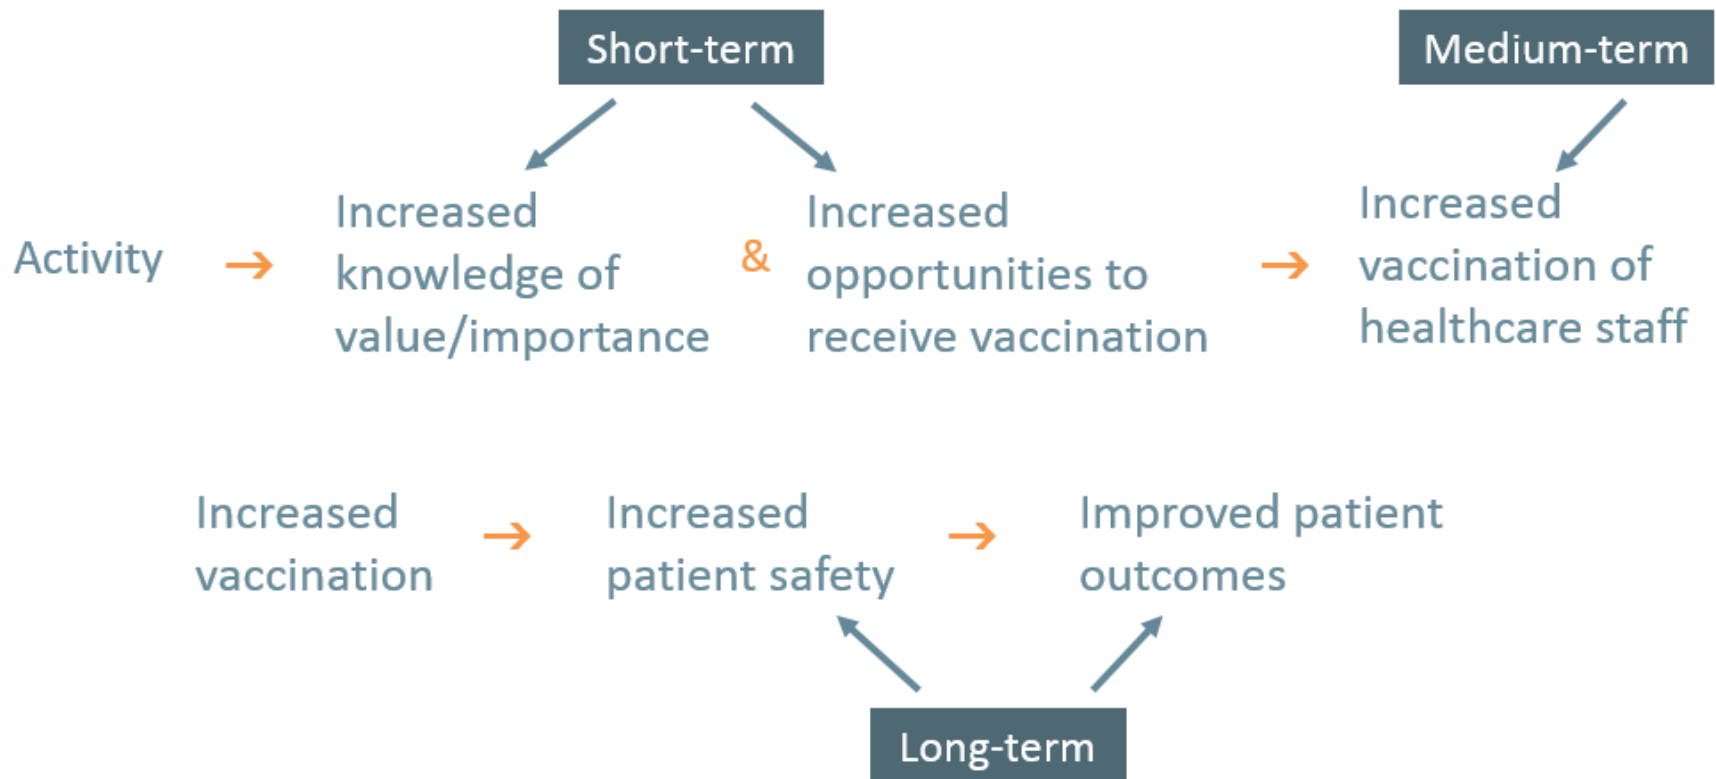 Short-term
Medium-term
Activity
→
Increased
knowledge of
value/importance
&
Increased
opportunities to
receive vaccination
→
Increased
vaccination of
healthcare staff
Increased
vaccination
→
Increased
patient safety
→
Improved patient
outcomes
Long-term